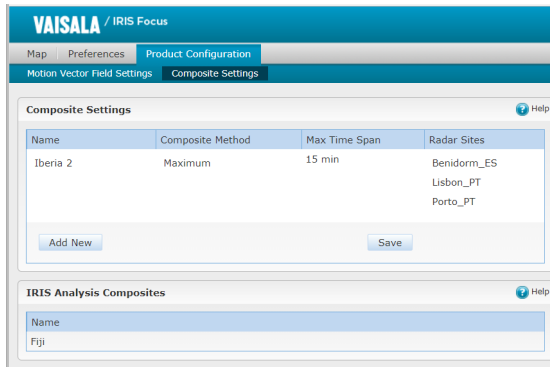 VAISALA / IRIS Focus
Map Preferences Product Configuration
Motion Vector Field Settings Composite Settings
Composite Settings ? Help
Name Composite Method Max Time Span Radar Sites
Iberia 2 Maximum 15 min Benidorm_ES
Lisbon_PT
Porto_PT
Add New Save
IRIS Analysis Composites ? Help
Name
Fiji